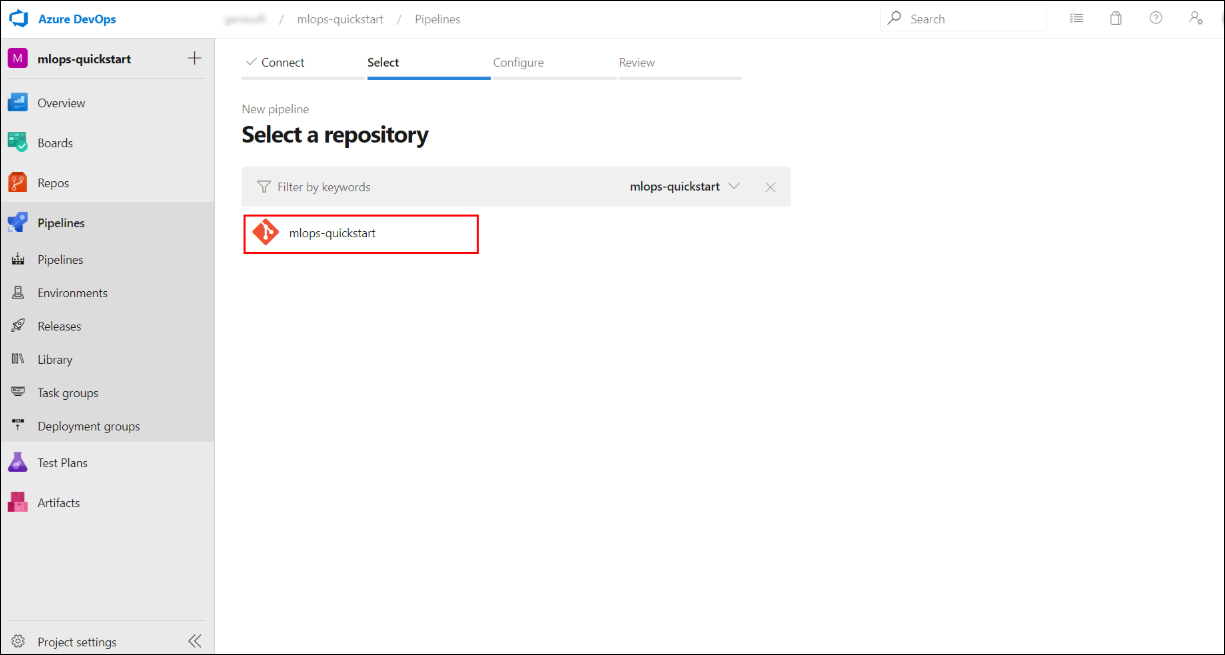 Azure DevOps
/ mlops-quickstart / Pipelines
Search
M mlops-quickstart
Overview
Boards
Repos
Pipelines
Pipelines
Environments
Releases
Library
Task groups
Deployment groups
Test Plans
Artifacts
Project settings
Connect
Select
Configure
Review
New pipeline
Select a repository
Filter by keywords
mlops-quickstart
mlops-quickstart